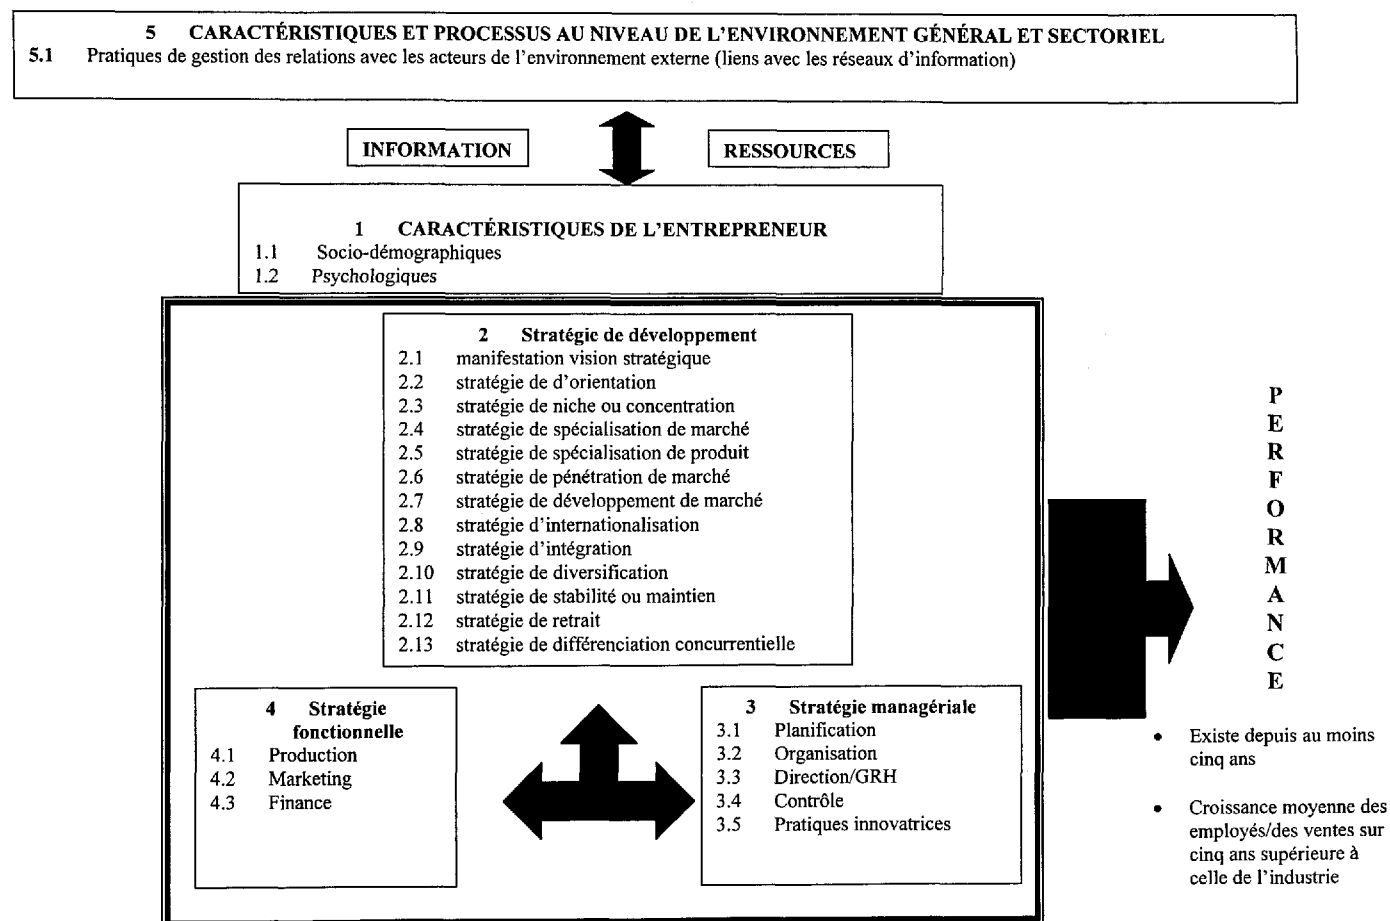 5 CARACTÉRISTIQUES ET PROCESSUS AU NIVEAU DE L'ENVIRONNEMENT GÉNÉRAL ET SECTORIEL
5.1 Pratiques de gestion des relations avec les acteurs de l'environnement externe (liens avec les réseaux d'information)
INFORMATION
RESSOURCES
1 CARACTÉRISTIQUES DE L'ENTREPRENEUR
1.1 Socio-démographiques
1.2 Psychologiques
2 Stratégie de développement
2.1 manifestation vision stratégique
2.2 stratégie de d'orientation
2.3 stratégie de niche ou concentration
2.4 stratégie de spécialisation de marché
2.5 stratégie de spécialisation de produit
2.6 stratégie de pénétration de marché
2.7 stratégie de développement de marché
2.8 stratégie d'internationalisation
2.9 stratégie d'intégration
2.10 stratégie de diversification
2.11 stratégie de stabilité ou maintien
2.12 stratégie de retrait
2.13 stratégie de différenciation concurrentielle
4 Stratégie
fonctionnelle
4.1 Production
4.2 Marketing
4.3 Finance
3 Stratégie managériale
3.1 Planification
3.2 Organisation
3.3 Direction/GRH
3.4 Contrôle
3.5 Pratiques innovatrices
P
E
R
F
O
R
M
A
N
C
E
• Existe depuis au moins
cinq ans
• Croissance moyenne des
employés/des ventes sur
cinq ans supérieure à
celle de l'industrie